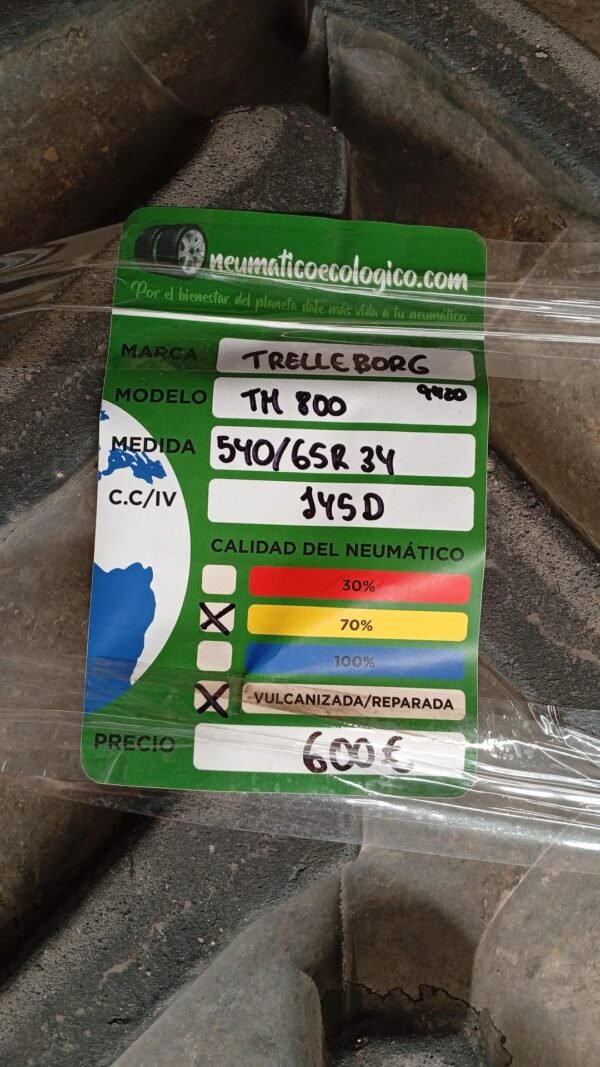 neumaticoecologico.com
Por el bienestar del planeta dale más vida a tu neumático
MARCA TRELLEBORG
MODELO TM 800 9420
MEDIDA 540/65R 34
C.C/IV 145D
CALIDAD DEL NEUMÁTICO
30%
X 70%
100%
X VULCANIZADA/REPARADA
PRECIO 600€